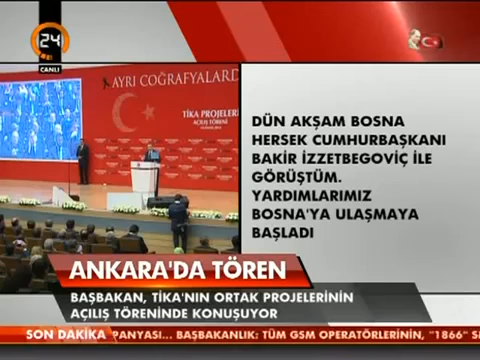 24
CANLI
AYRI COĞRAFYALARD
TİKA PROJELERİ
AÇILIŞ TÖRENİ
DÜN AKŞAM BOSNA
HERSEK CUMHURBAŞKANI
BAKİR İZZETBEGOVİÇ İLE
GÖRÜŞTÜM.
YARDIMLARIMIZ
BOSNA'YA ULAŞMAYA
BAŞLADI
ANKARA'DA TÖREN
BAŞBAKAN, TİKA'NIN ORTAK PROJELERİNİN
AÇILIŞ TÖRENİNDE KONUŞUYOR
SON DAKİKA PANYASI... BAŞBAKANLIK: TÜM GSM OPERATÖRLERİNİN, "1866" S